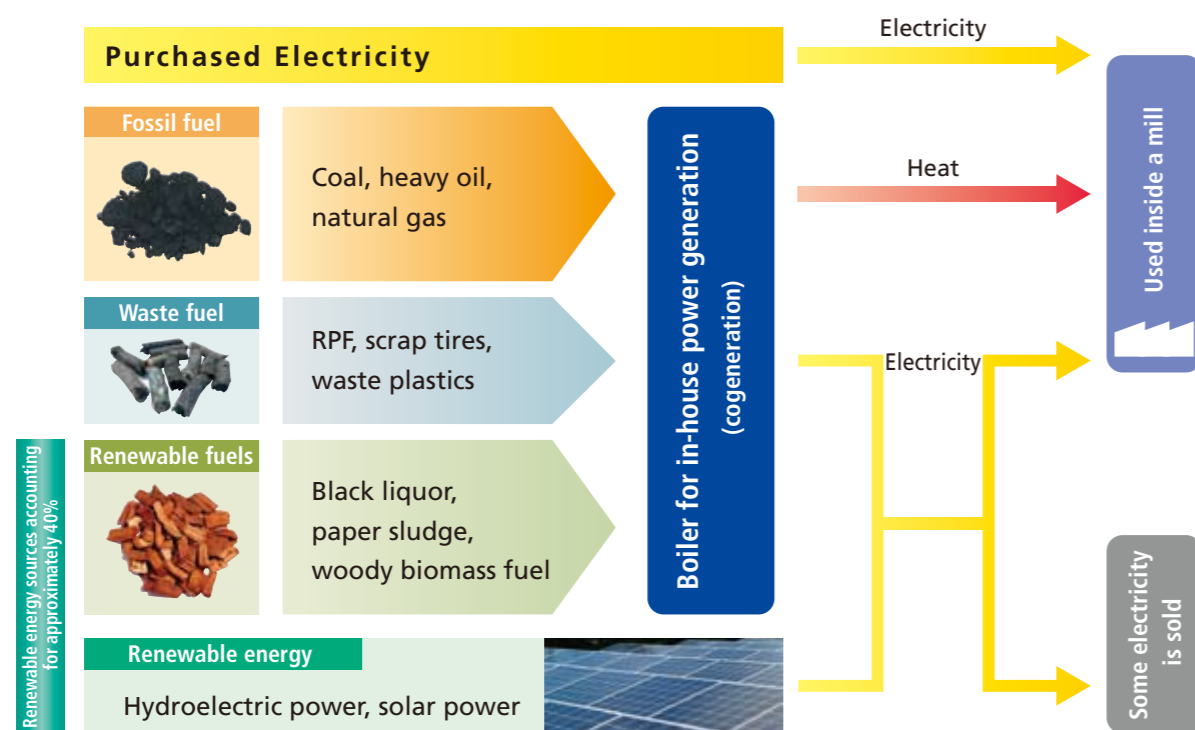 Purchased Electricity
Electricity
Fossil fuel
Coal, heavy oil,
natural gas
Heat
Used inside a mill
Waste fuel
RPF, scrap tires,
waste plastics
Boiler for in-house power generation
(cogeneration)
Electricity
Renewable energy sources accounting
for approximately 40%
Renewable fuels
Black liquor,
paper sludge,
woody biomass fuel
Renewable energy
Hydroelectric power, solar power
Some electricity
is sold